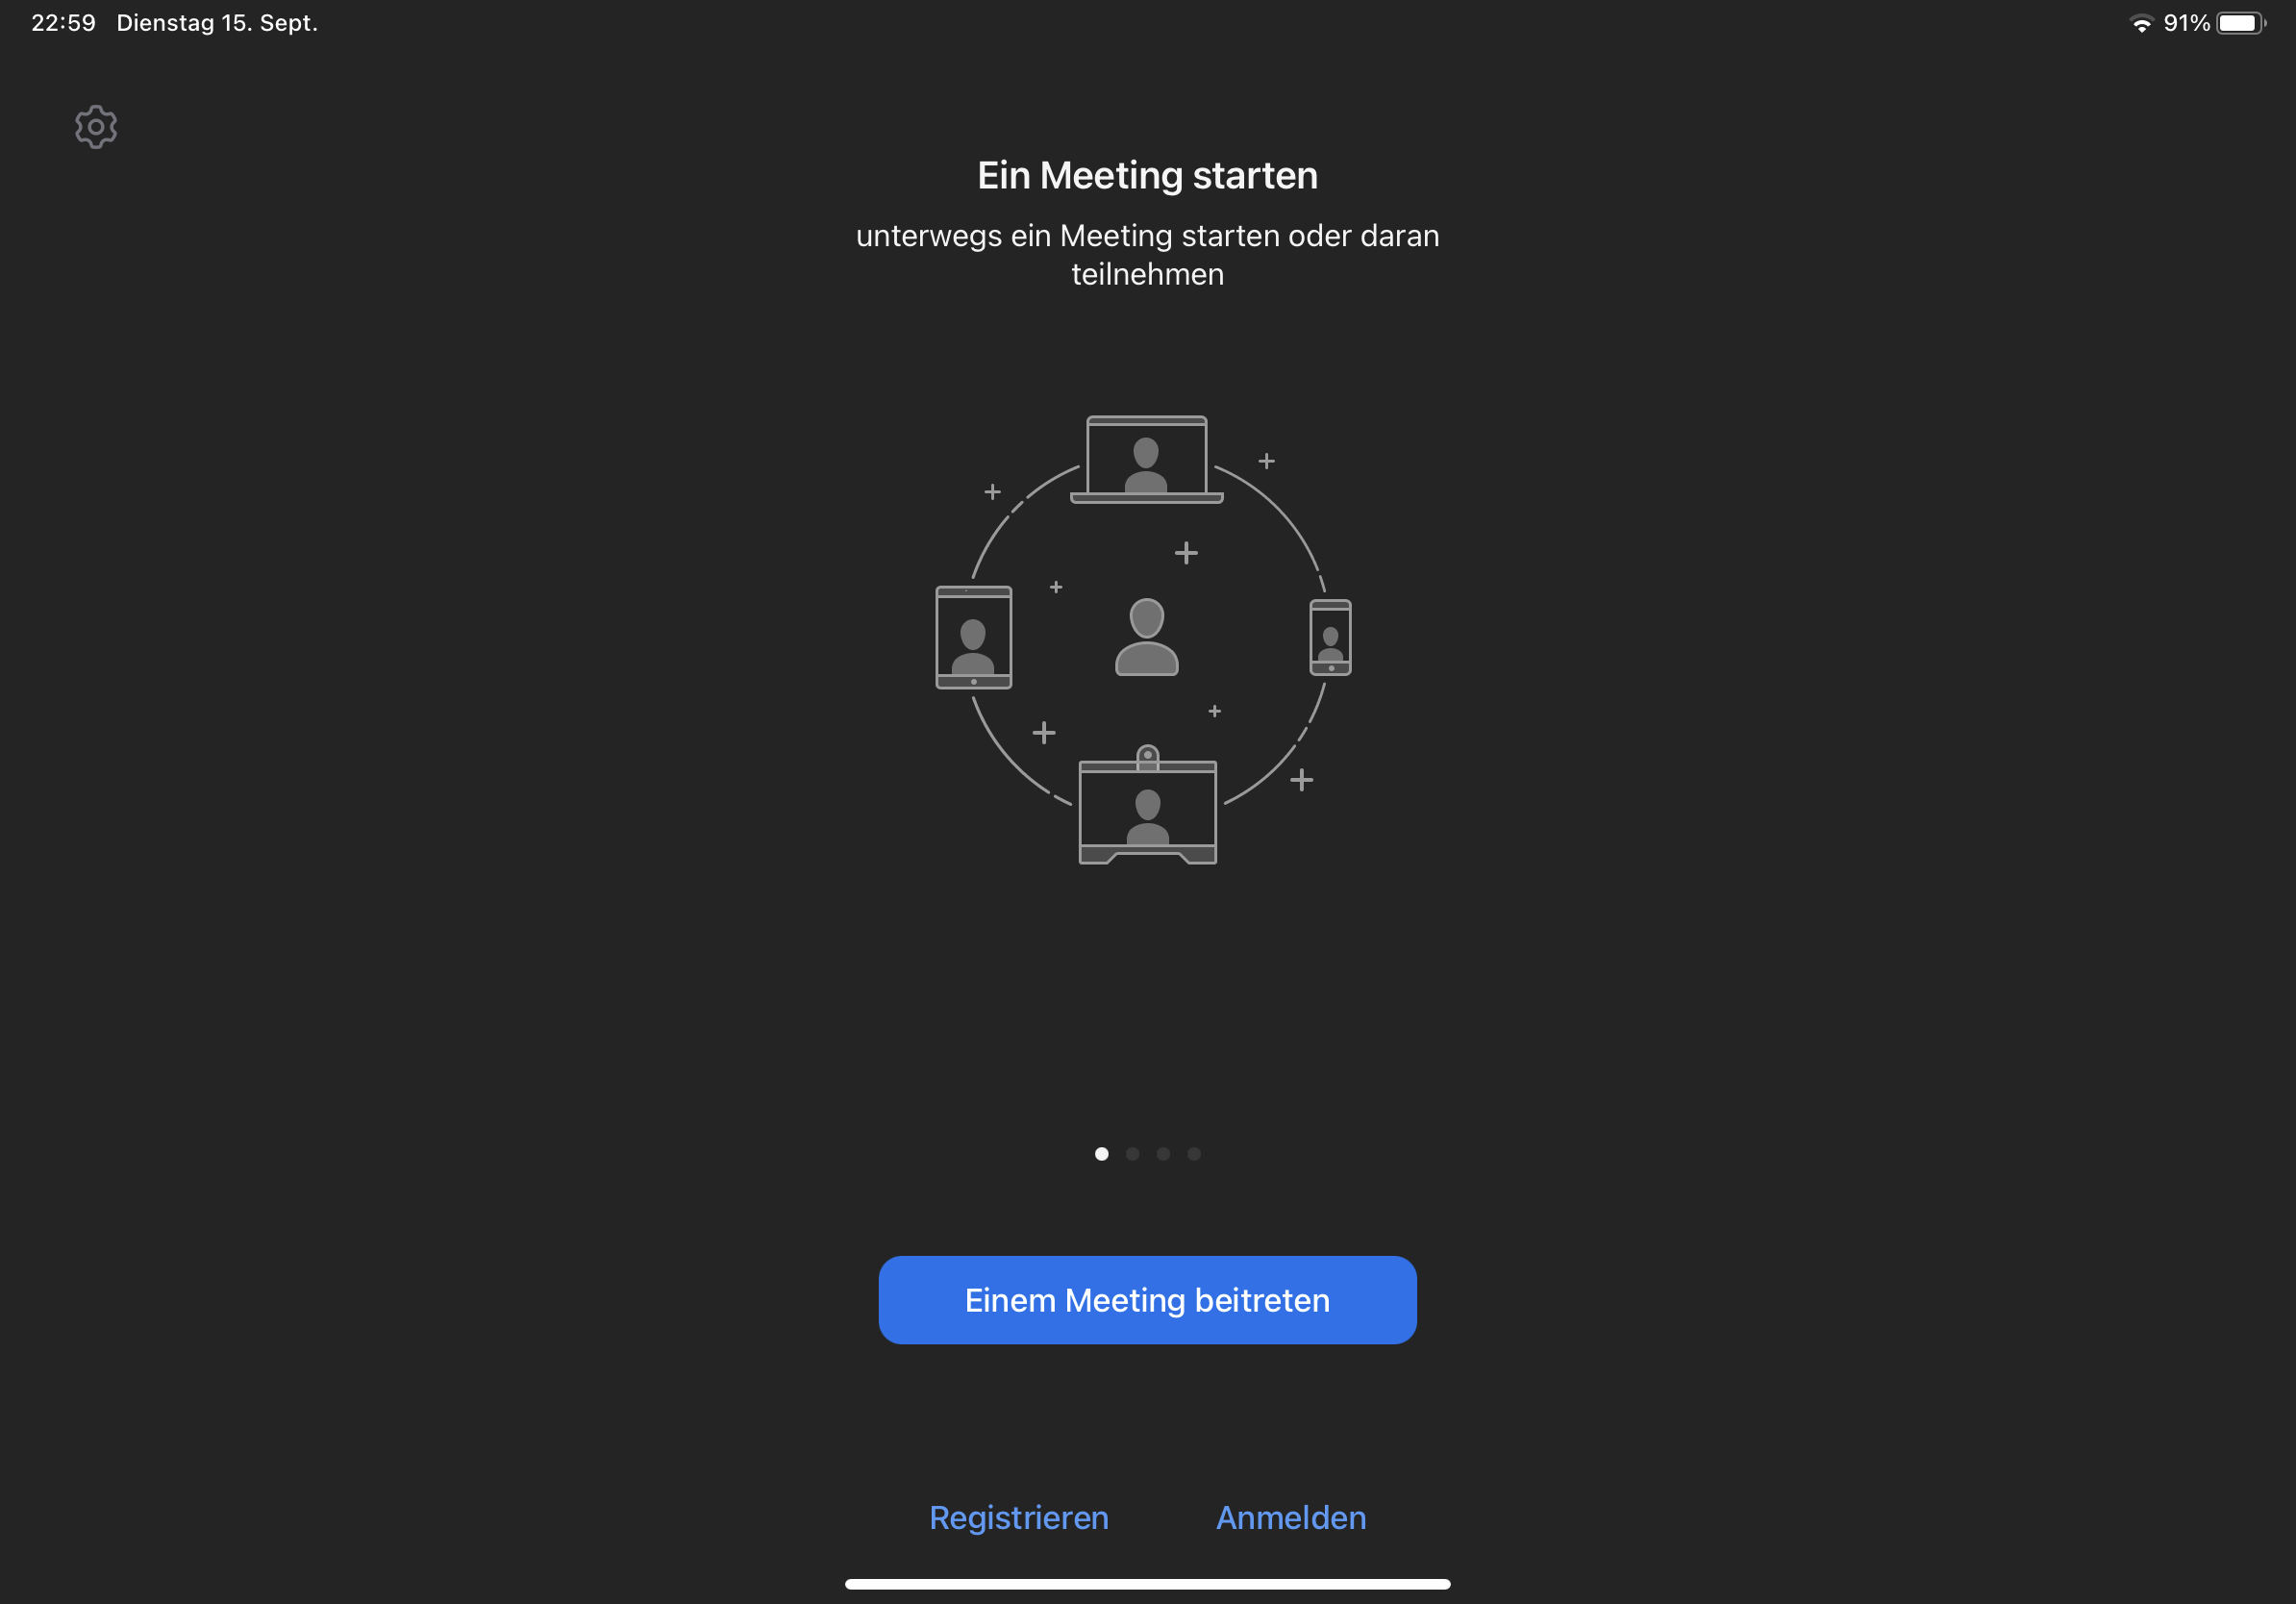 22:59 Dienstag 15. Sept.
91%
Ein Meeting starten
unterwegs ein Meeting starten oder daran
teilnehmen
Einem Meeting beitreten
Registrieren
Anmelden